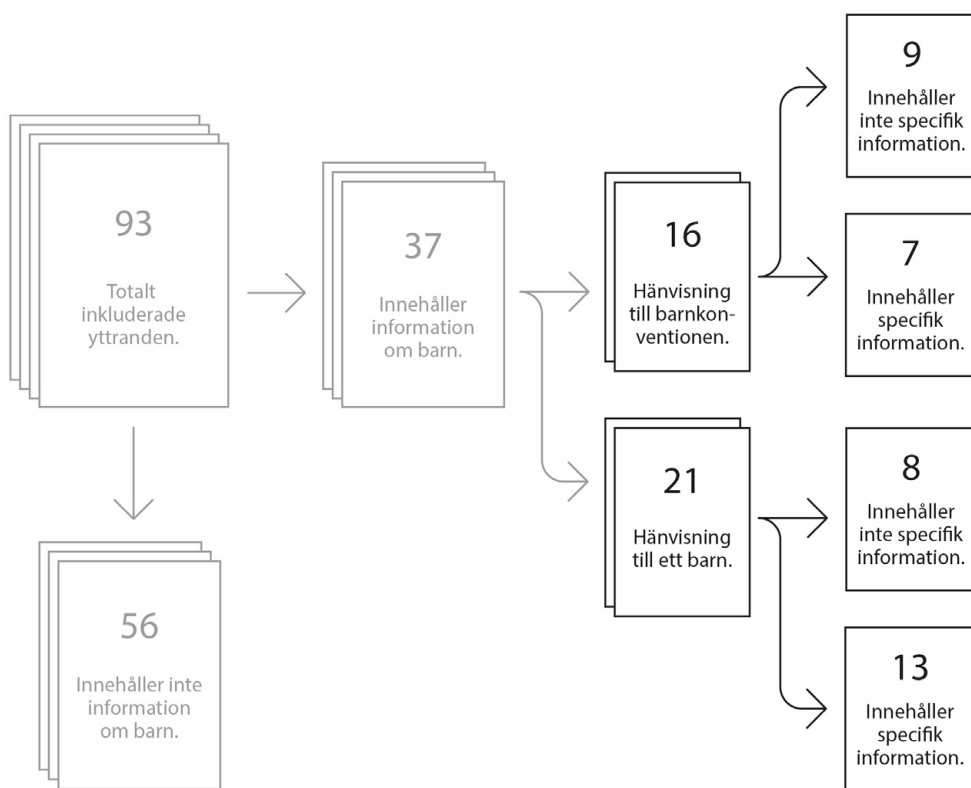 93
Totalt
inkluderade
yttranden.
56
Innehåller inte
information
om barn.
37
Innehåller
information
om barn.
16
Hänvisning
till barnkon-
ventionen.
9
Innehåller
inte specifik
information.
7
Innehåller
specifik
information.
21
Hänvisning
till ett barn.
8
Innehåller
inte specifik
information.
13
Innehåller
specifik
information.